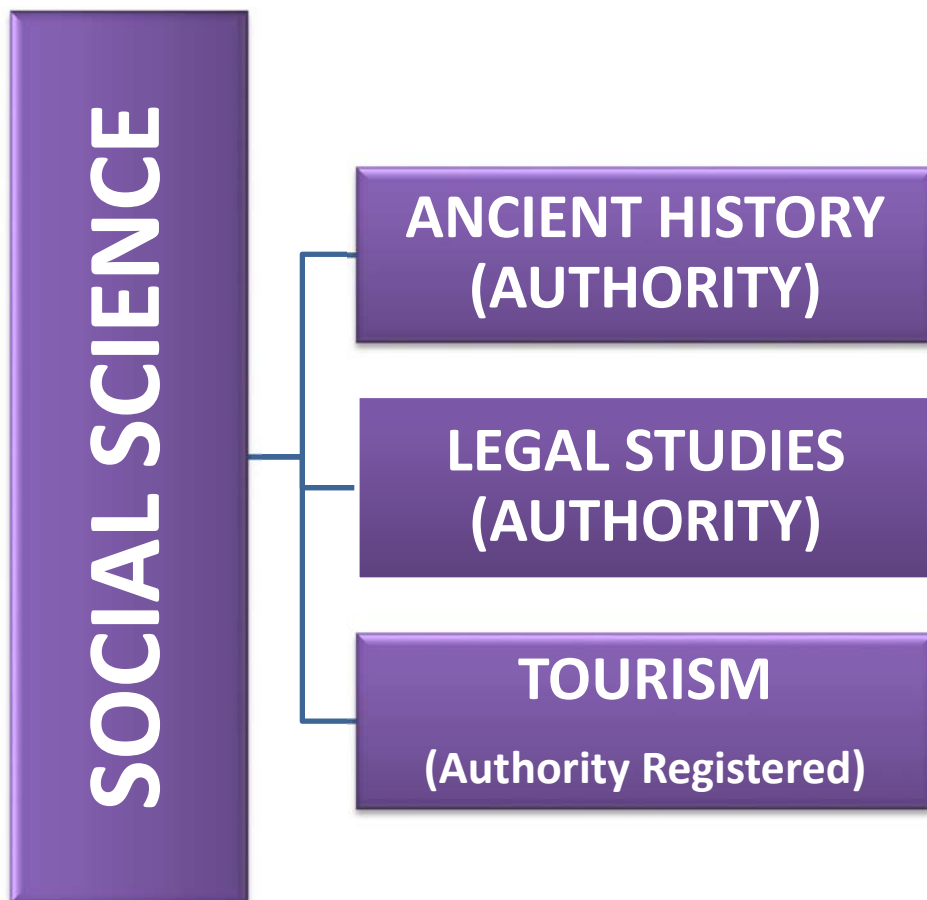 SOCIAL SCIENCE
ANCIENT HISTORY
(AUTHORITY)
LEGAL STUDIES
(AUTHORITY)
TOURISM
(Authority Registered)